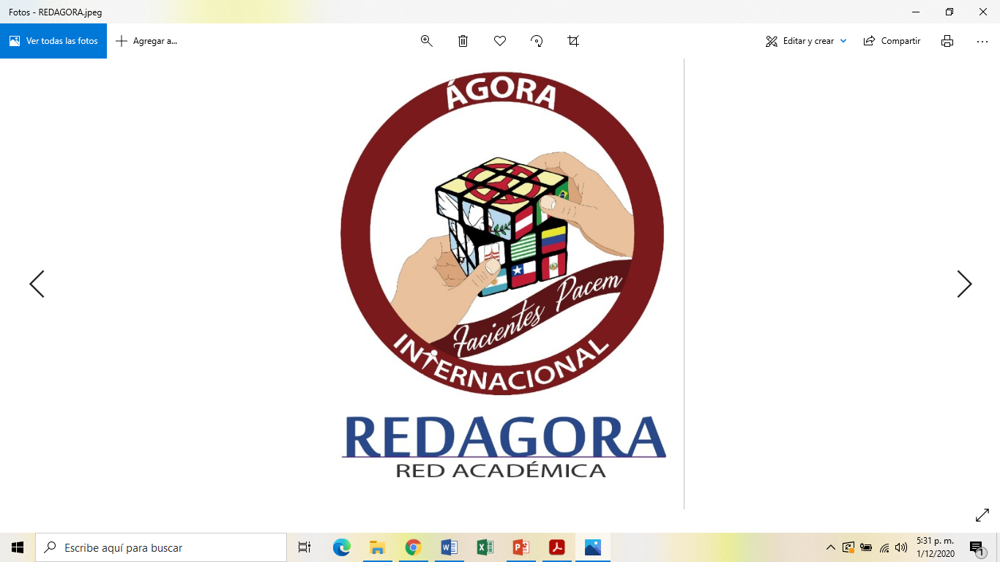 Fotos - REDAGORA.jpeg
Ver todas las fotos
Agregar a...
Editar y crear
Compartir
ÁGORA
Facientes Pacem
INTERNACIONAL
REDAGORA
RED ACADÉMICA
Escribe aquí para buscar
5:31 p. m.
1/12/2020
1